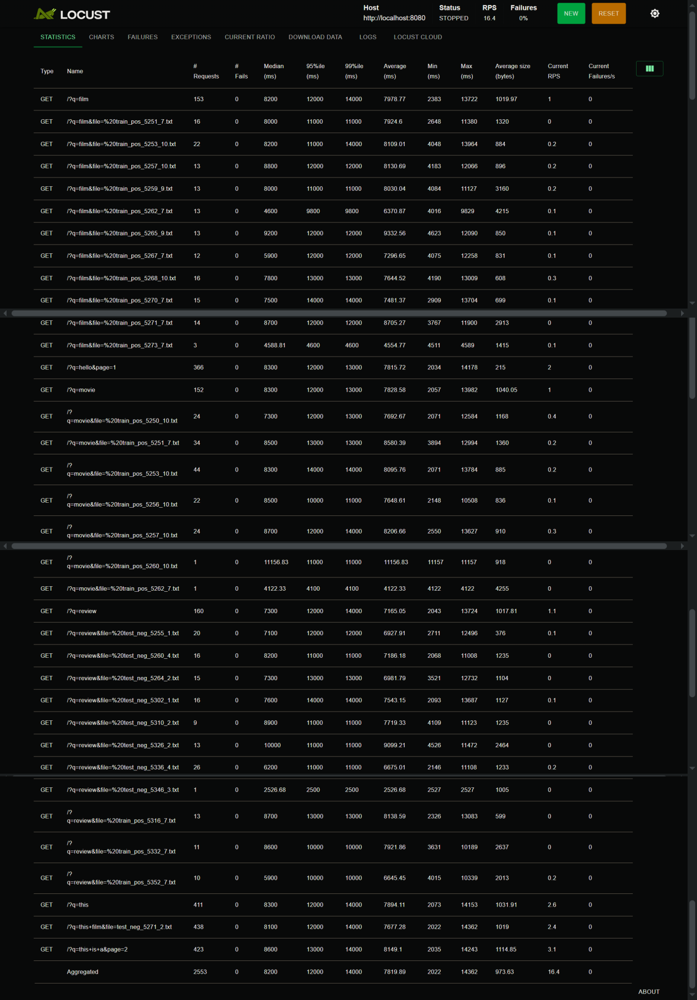 LOCUST
Host
http://localhost:8080
Status
STOPPED
RPS
16.4
Failures
0%
NEW
RESET
STATISTICS CHARTS FAILURES EXCEPTIONS CURRENT RATIO DOWNLOAD DATA LOGS LOCUST CLOUD
Type Name # Requests # Fails Median (ms) 95%ile (ms) 99%ile (ms) Average (ms) Min (ms) Max (ms) Average size (bytes) Current RPS Current Failures/s
GET /?q=film 153 0 8200 12000 14000 7978.77 2383 13722 1019.97 1 0
GET /?q=film&file=%20train_pos_5251_7.txt 16 0 8000 11000 11000 7924.6 2648 11380 1320 0 0
GET /?q=film&file=%20train_pos_5253_10.txt 22 0 8200 11000 14000 8109.01 4048 13964 884 0.2 0
GET /?q=film&file=%20train_pos_5257_10.txt 13 0 8800 12000 12000 8130.69 4183 12066 896 0.2 0
GET /?q=film&file=%20train_pos_5259_9.txt 13 0 8000 11000 11000 8030.04 4084 11127 3160 0.2 0
GET /?q=film&file=%20train_pos_5262_7.txt 13 0 4600 9800 9800 6370.87 4016 9829 4215 0.1 0
GET /?q=film&file=%20train_pos_5265_9.txt 13 0 9200 12000 12000 9332.56 4623 12090 850 0.1 0
GET /?q=film&file=%20train_pos_5267_7.txt 12 0 5900 12000 12000 7296.65 4075 12258 831 0.1 0
GET /?q=film&file=%20train_pos_5268_10.txt 16 0 7800 13000 13000 7644.52 4190 13009 608 0.3 0
GET /?q=film&file=%20train_pos_5270_7.txt 15 0 7500 14000 14000 7481.37 2909 13704 699 0.1 0
GET /?q=film&file=%20train_pos_5271_7.txt 14 0 8700 12000 12000 8705.27 3767 11900 2913 0 0
GET /?q=film&file=%20train_pos_5273_7.txt 3 0 4588.81 4600 4600 4554.77 4511 4589 1415 0.1 0
GET /?q=hello&page=1 366 0 8300 12000 13000 7815.72 2034 14178 215 2 0
GET /?q=movie 152 0 8300 12000 13000 7828.58 2057 13982 1040.05 1 0
GET /?
q=movie&file=%20train_pos_5250_10.txt 24 0 7300 12000 13000 7692.67 2071 12584 1168 0.4 0
GET /?q=movie&file=%20train_pos_5251_7.txt 34 0 8500 13000 13000 8580.39 3894 12994 1360 0.2 0
GET /?
q=movie&file=%20train_pos_5253_10.txt 44 0 8300 14000 14000 8095.76 2071 13784 885 0.2 0
GET /?
q=movie&file=%20train_pos_5256_10.txt 22 0 8500 10000 11000 7648.61 2148 10508 836 0.1 0
GET /?
q=movie&file=%20train_pos_5257_10.txt 24 0 8700 12000 14000 8206.66 2550 13627 910 0.3 0
GET /?
q=movie&file=%20train_pos_5260_10.txt 1 0 11156.83 11000 11000 11156.83 11157 11157 918 0 0
GET /?q=movie&file=%20train_pos_5262_7.txt 1 0 4122.33 4100 4100 4122.33 4122 4122 4255 0 0
GET /?q=review 160 0 7300 12000 14000 7165.05 2043 13724 1017.81 1.1 0
GET /?q=review&file=%20test_neg_5255_1.txt 20 0 7100 12000 12000 6927.91 2711 12496 376 0.1 0
GET /?q=review&file=%20test_neg_5260_4.txt 16 0 8200 11000 11000 7186.18 2068 11008 1235 0 0
GET /?q=review&file=%20test_neg_5264_2.txt 15 0 7300 13000 13000 6981.79 3521 12732 1104 0 0
GET /?q=review&file=%20test_neg_5302_1.txt 16 0 7600 14000 14000 7543.15 2093 13687 1127 0.1 0
GET /?q=review&file=%20test_neg_5310_2.txt 9 0 8900 11000 11000 7719.33 4109 11123 1235 0 0
GET /?q=review&file=%20test_neg_5326_2.txt 13 0 10000 11000 11000 9099.21 4526 11472 2464 0 0
GET /?q=review&file=%20test_neg_5336_4.txt 26 0 6200 11000 11000 6675.01 2146 11108 1233 0.2 0
GET /?q=review&file=%20test_neg_5346_3.txt 1 0 2526.68 2500 2500 2526.68 2527 2527 1005 0 0
GET /?
q=review&file=%20train_pos_5316_7.txt 13 0 8700 13000 13000 8138.59 2326 13083 599 0 0
GET /?
q=review&file=%20train_pos_5332_7.txt 11 0 8600 10000 10000 7921.86 3631 10189 2637 0 0
GET /?
q=review&file=%20train_pos_5352_7.txt 10 0 5900 10000 10000 6645.45 4015 10339 2013 0.2 0
GET /?q=this 411 0 8300 12000 14000 7894.11 2073 14153 1031.91 2.6 0
GET /?q=this+film&file=test_neg_5271_2.txt 438 0 8100 12000 14000 7677.28 2022 14362 1019 2.4 0
GET /?q=this+is+a&page=2 423 0 8600 13000 14000 8149.1 2035 14243 1114.85 3.1 0
Aggregated 2553 0 8200 12000 14000 7819.89 2022 14362 973.63 16.4 0
ABOUT